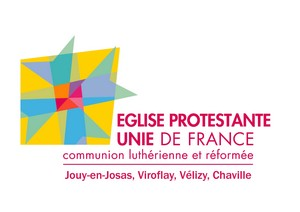 EGLISE PROTESTANTE
UNIE DE FRANCE
communion luthérienne et réformée
Jouy-en-Josas, Viroflay, Vélizy, Chaville